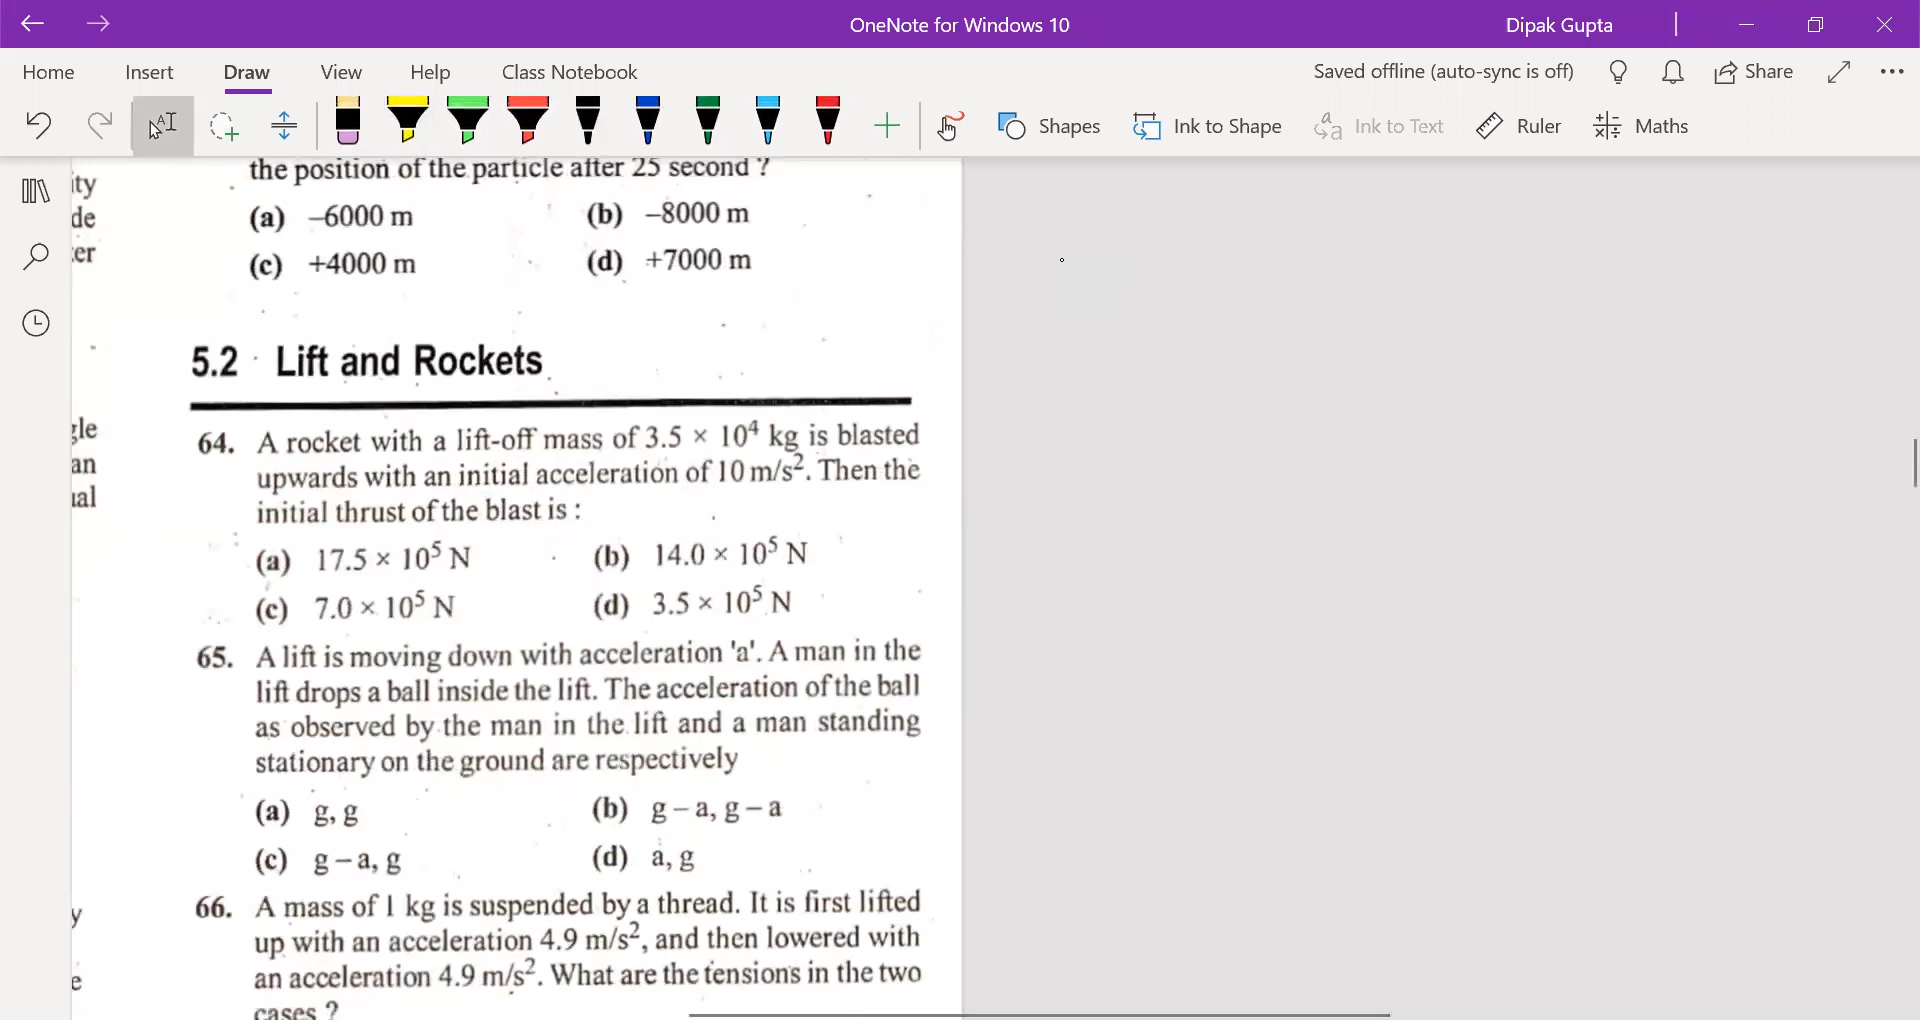 OneNote for Windows 10
Dipak Gupta
Home Insert Draw View Help Class Notebook
Saved offline (auto-sync is off) Share
Shapes Ink to Shape Ink to Text Ruler Maths
ity
de
er
gle
an
ual
y
e
the position of the particle after 25 second ?
(a) –6000 m (b) –8000 m
(c) +4000 m (d) +7000 m
5.2 Lift and Rockets
64. A rocket with a lift-off mass of 3.5 × 10⁴ kg is blasted
upwards with an initial acceleration of 10 m/s². Then the
initial thrust of the blast is :
(a) 17.5 × 10⁵ N (b) 14.0 × 10⁵ N
(c) 7.0 × 10⁵ N (d) 3.5 × 10⁵ N
65. A lift is moving down with acceleration 'a'. A man in the
lift drops a ball inside the lift. The acceleration of the ball
as observed by the man in the lift and a man standing
stationary on the ground are respectively
(a) g, g (b) g – a, g – a
(c) g – a, g (d) a, g
66. A mass of 1 kg is suspended by a thread. It is first lifted
up with an acceleration 4.9 m/s², and then lowered with
an acceleration 4.9 m/s². What are the tensions in the two
cases ?